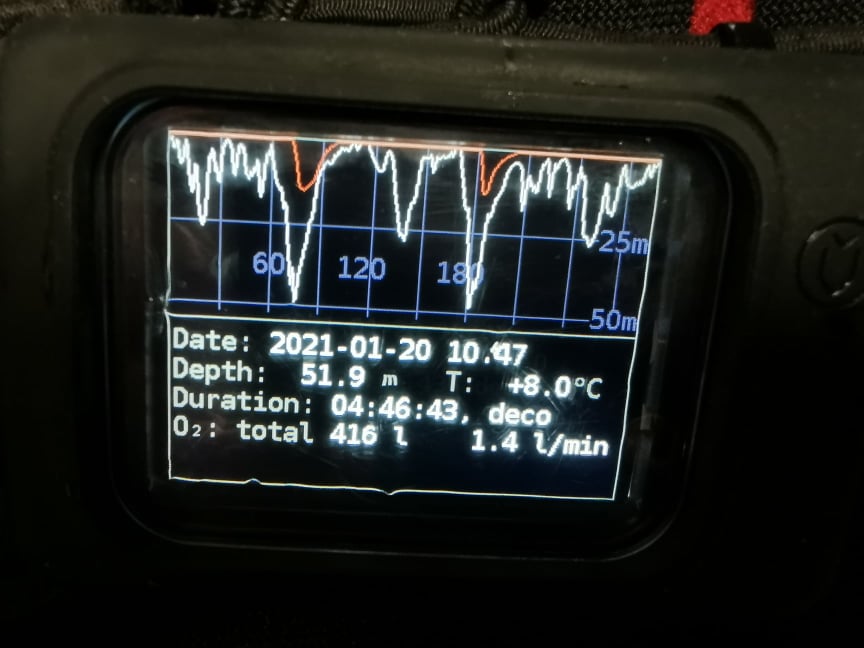 25m
60 120 180
50m
Date: 2021-01-20 10:47
Depth: 51.9 m T: +8.0°C
Duration: 04:46:43, deco
O₂: total 416 l 1.4 l/min